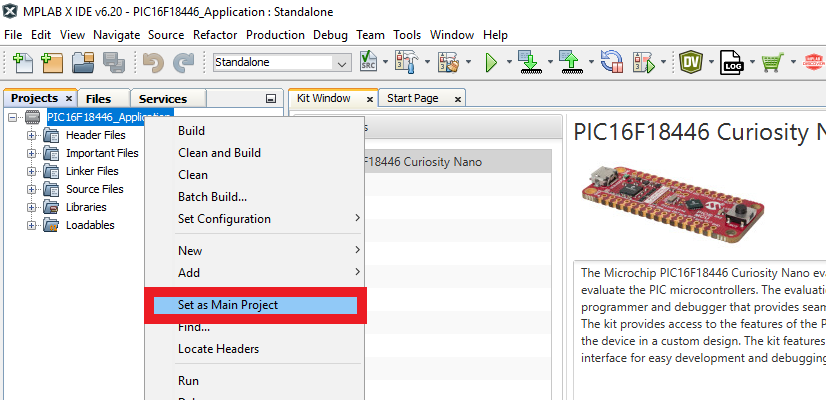 MPLAB X IDE v6.20 - PIC16F18446_Application : Standalone
File Edit View Navigate Source Refactor Production Debug Team Tools Window Help
Standalone
SRC
DV
LOG
Projects x Files Services
Kit Window x Start Page x
PIC16F18446_Application
Header Files
Important Files
Linker Files
Source Files
Libraries
Loadables
Build
Clean and Build
Clean
Batch Build...
Set Configuration >
New >
Add >
Set as Main Project
Find...
Locate Headers
Run
F18446 Curiosity Nano
PIC16F18446 Curiosity N
The Microchip PIC16F18446 Curiosity Nano eva
evaluate the PIC microcontrollers. The evaluatio
programmer and debugger that provides seam
The kit provides access to the features of the P
the device in a custom design. The kit features
interface for easy development and debugging